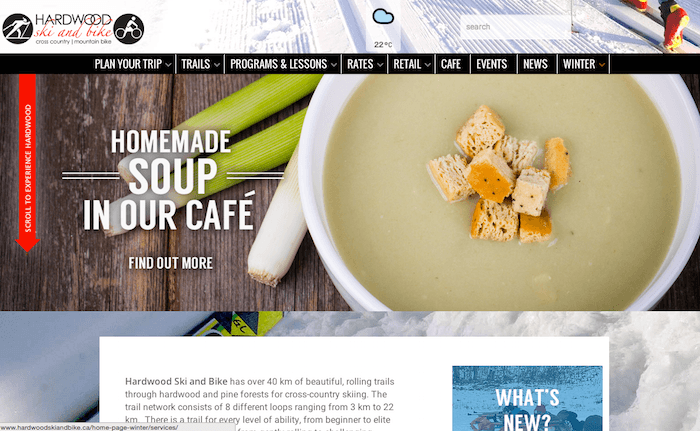 HARDWOOD
ski and bike
cross country | mountain bike
22°C
search
PLAN YOUR TRIP TRAILS PROGRAMS & LESSONS RATES RETAIL CAFE EVENTS NEWS WINTER
SCROLL TO EXPERIENCE HARDWOOD
HOMEMADE
SOUP
IN OUR CAFÉ
FIND OUT MORE
Hardwood Ski and Bike has over 40 km of beautiful, rolling trails
through hardwood and pine forests for cross-country skiing. The
trail network consists of 8 different loops ranging from 3 km to 22
km. There is a trail for every level of ability, from beginner to elite
WHAT'S
NEW?
www.hardwoodskiandbike.ca/home-page-winter/services/